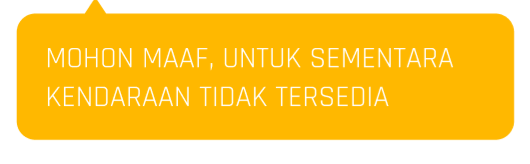 MOHON MAAF, UNTUK SEMENTARA
KENDARAAN TIDAK TERSEDIA